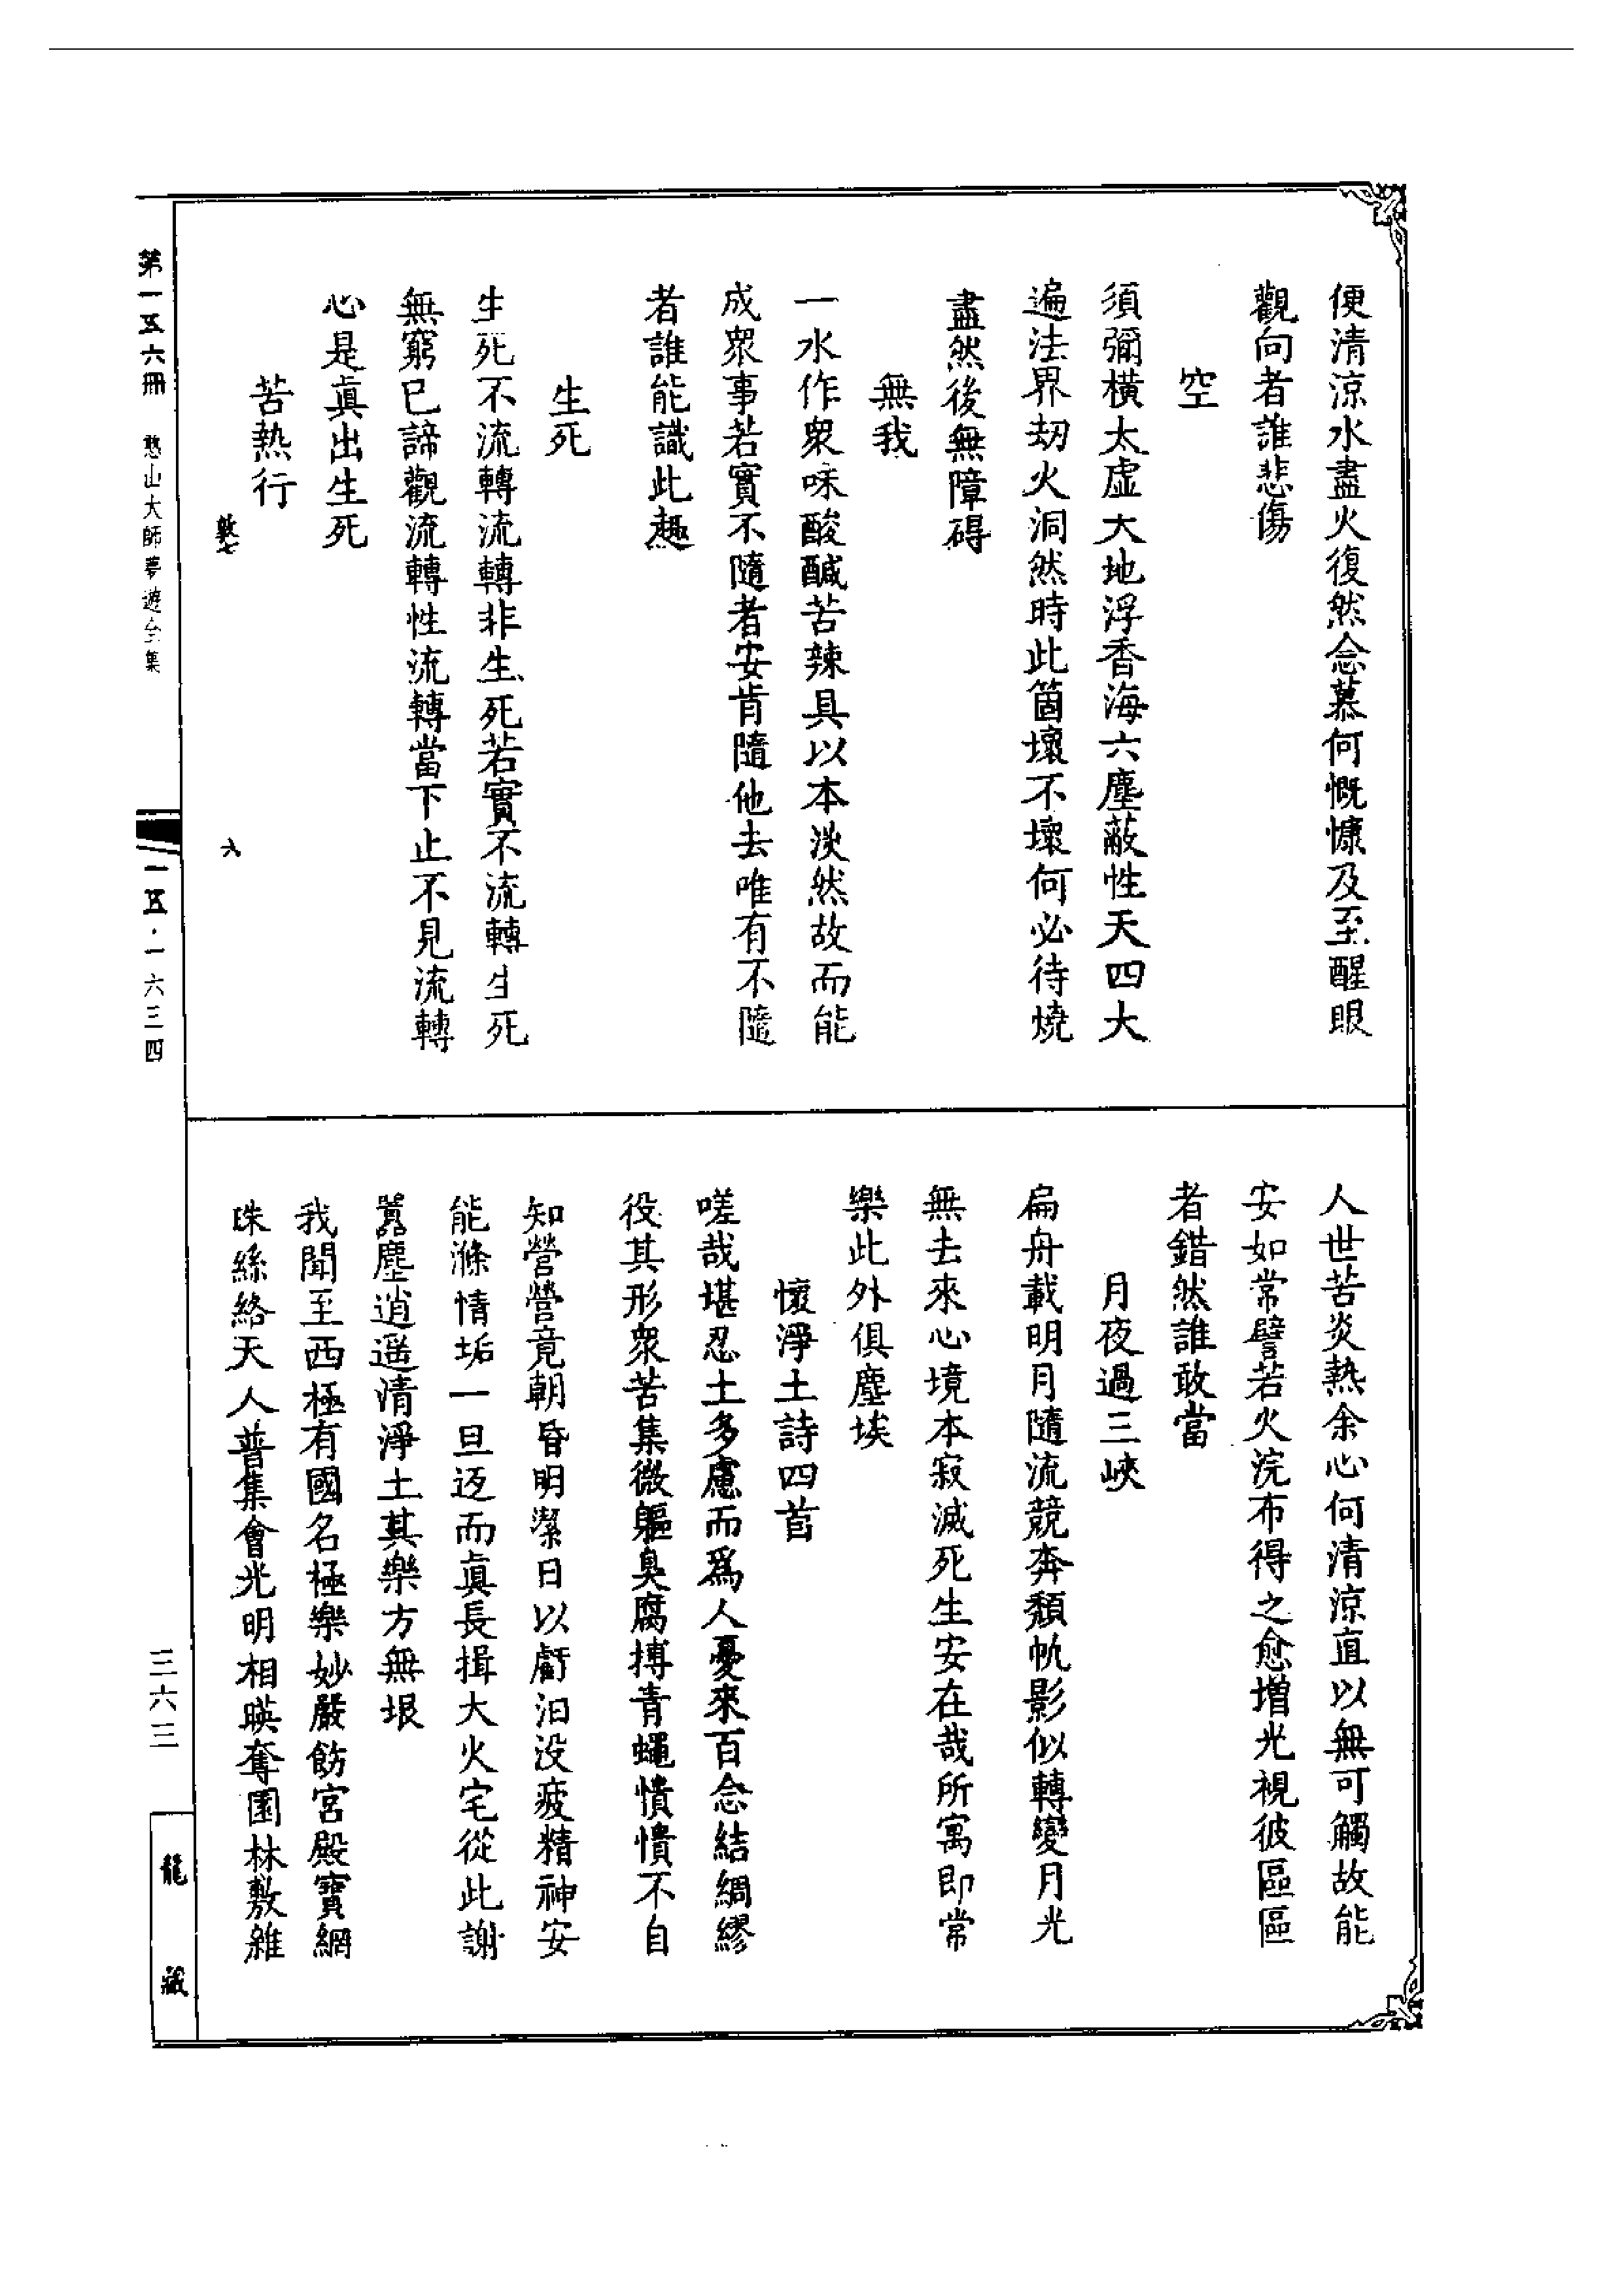 便清涼水盡火復然念慕何慨慷及至醒眼
觀向者誰悲傷
空
須彌橫太虛大地浮香海六塵蔽性天四大
遍法界劫火洞然時此箇壞不壞何必待燒
盡然後無障碍
無我
一水作衆味酸醎苦辣具以本淡然故而能
成衆事若實不隨者安肯隨他去唯有不隨
者誰能識此趣
生死
生死不流轉流轉非生死若實不流轉生死
無窮已諦觀流轉性流轉當下止不見流轉
心是眞出生死
苦熱行
敦七
八
人世苦炎熱余心何清涼直以無可觸故能
安如常譬若火浣布得之愈增光視彼區區
者錯然誰敢當
月夜過三峽
扁舟載明月月隨流競奔頹帆影似轉變月光
無去來心境本寂滅死生安在哉所寓即常
樂此外俱塵埃
懷淨土詩四首
嗟哉堪忍土多慮而爲人憂來百念結綢繆
役其形衆苦集微軀臭腐搏青蠅憒憒不自
知營營竟朝昏明潔日以虧汩没疲精神安
能滌情垢一旦迓而眞長揖大火宅從此謝
囂塵逍遥清淨土其樂方無垠
我聞至西極有國名極樂妙嚴飾宮殿寶網
珠絲絡天人普集會光明相暎奪園林敷雜
第一五六冊 憨山大師夢遊全集
一五·一六三四
三六三
龍藏